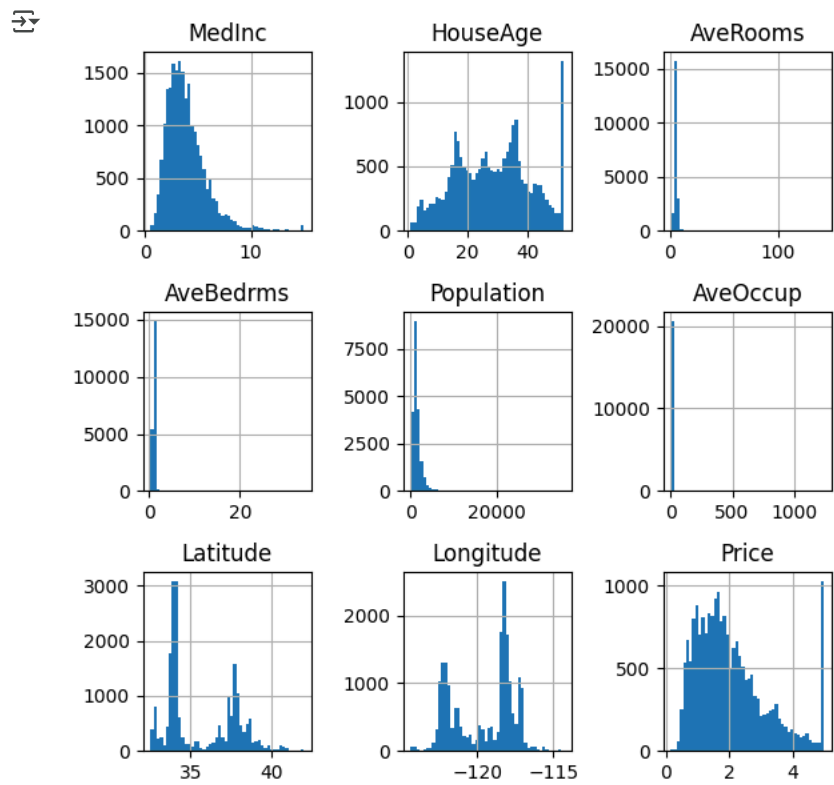 MedInc HouseAge AveRooms
1500 1000 500 0
0 10
1000 500 0
0 20 40
15000 10000 5000 0
0 100
AveBedrms Population AveOccup
15000 10000 5000 0
0 20
7500 5000 2500 0
0 20000
20000 10000 0
0 500 1000
Latitude Longitude Price
3000 2000 1000 0
35 40
2000 1000 0
−120 −115
1000 500 0
0 2 4